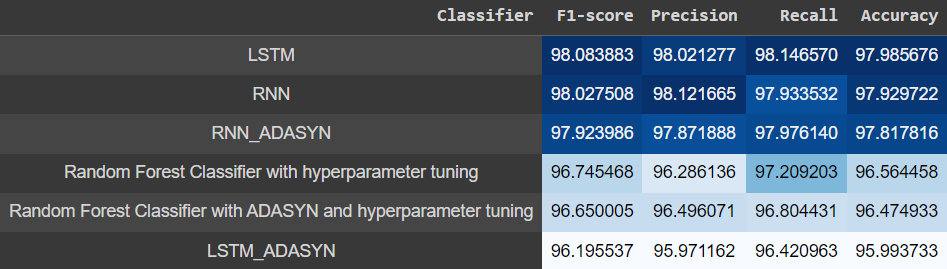 Classifier F1-score Precision Recall Accuracy
LSTM 98.083883 98.021277 98.146570 97.985676
RNN 98.027508 98.121665 97.933532 97.929722
RNN_ADASYN 97.923986 97.871888 97.976140 97.817816
Random Forest Classifier with hyperparameter tuning 96.745468 96.286136 97.209203 96.564458
Random Forest Classifier with ADASYN and hyperparameter tuning 96.650005 96.496071 96.804431 96.474933
LSTM_ADASYN 96.195537 95.971162 96.420963 95.993733